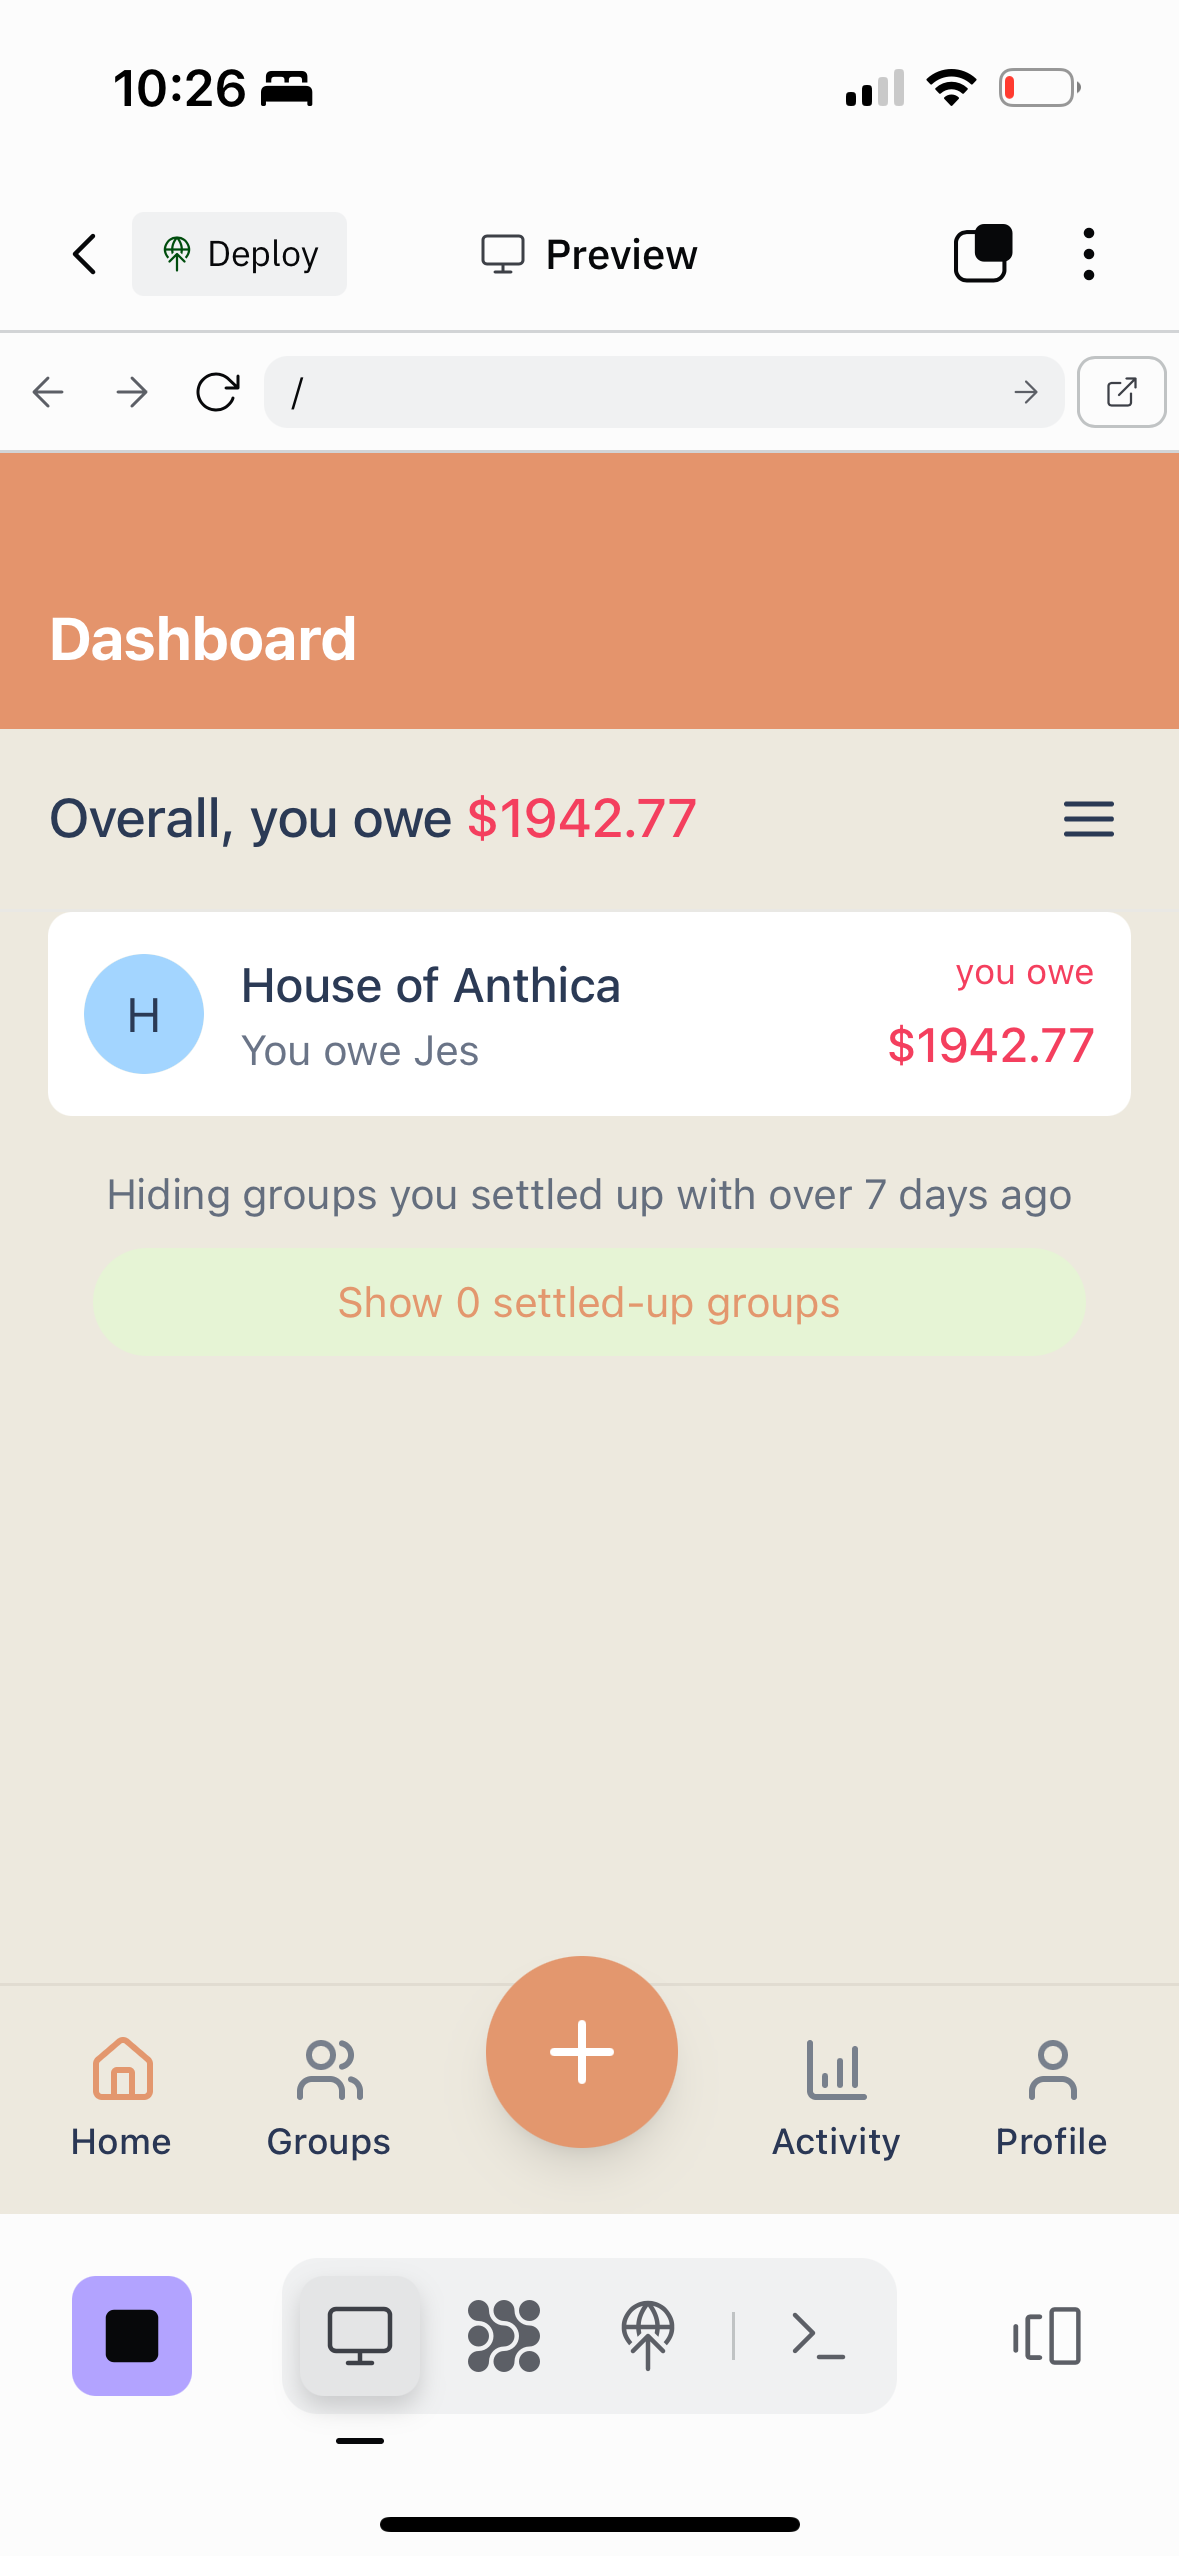 10:26
Deploy
Preview
/
Dashboard
Overall, you owe $1942.77
H
House of Anthica
You owe Jes
you owe
$1942.77
Hiding groups you settled up with over 7 days ago
Show 0 settled-up groups
Home
Groups
Activity
Profile